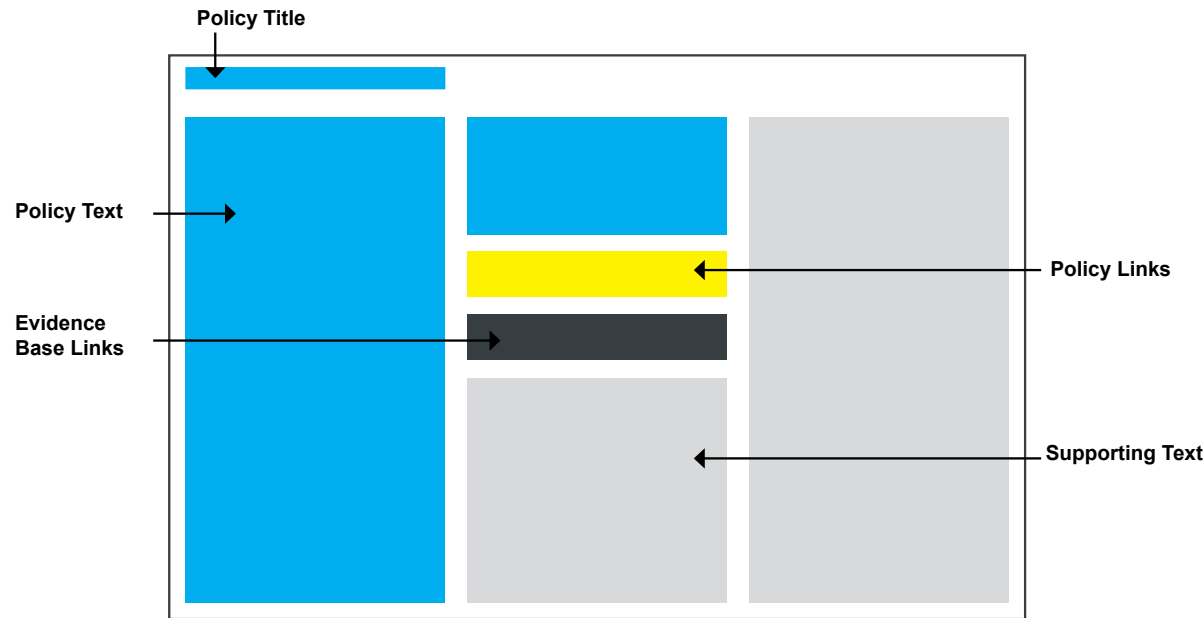 Policy Title
Policy Text
Policy Links
Evidence
Base Links
Supporting Text